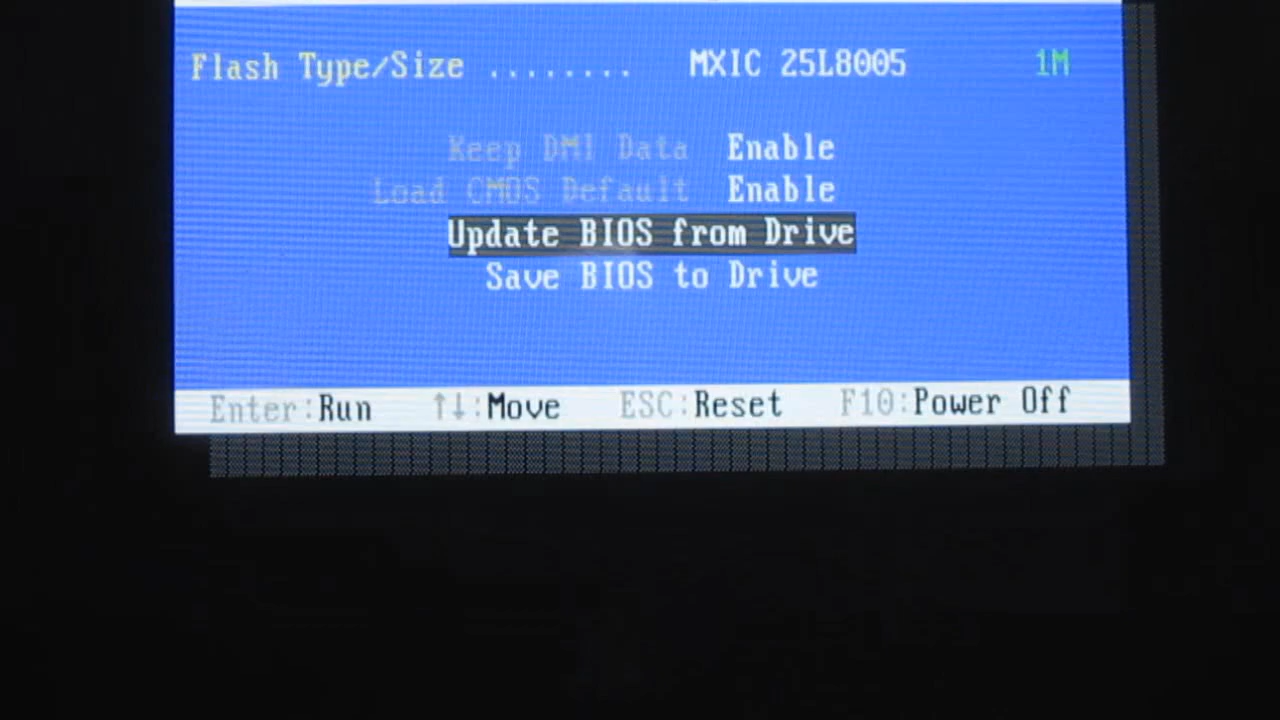 Flash Type/Size ........ MXIC 25L8005 1M
Keep DMI Data Enable
Load CMOS Default Enable
Update BIOS from Drive
Save BIOS to Drive
Enter:Run ↑↓:Move ESC:Reset F10:Power Off